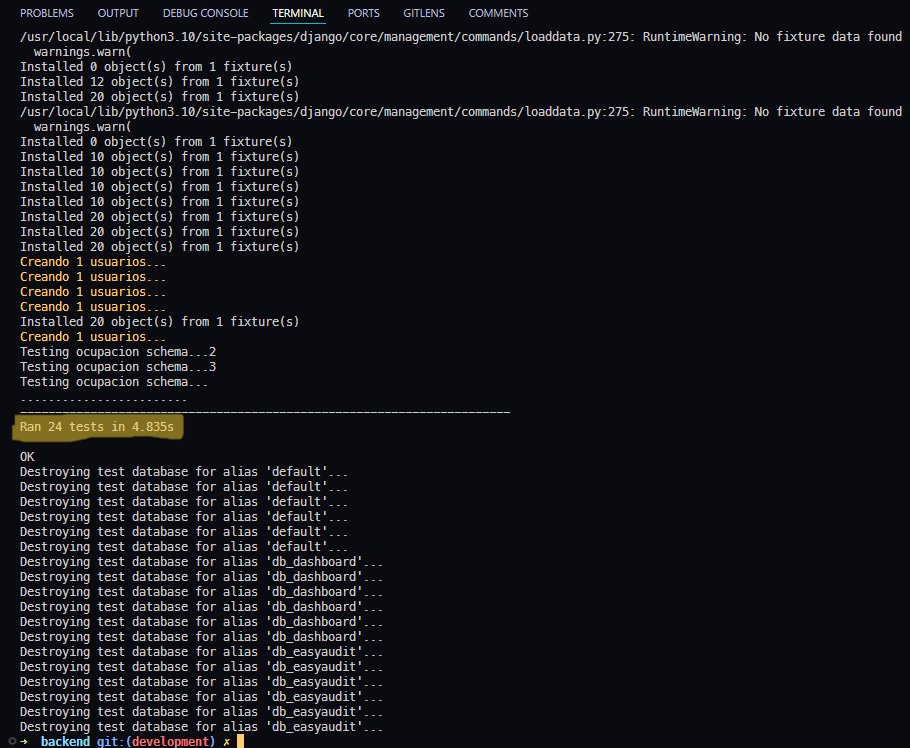 PROBLEMS OUTPUT DEBUG CONSOLE TERMINAL PORTS GITLENS COMMENTS
/usr/local/lib/python3.10/site-packages/django/core/management/commands/loaddata.py:275: RuntimeWarning: No fixture data found
warnings.warn(
Installed 0 object(s) from 1 fixture(s)
Installed 12 object(s) from 1 fixture(s)
Installed 20 object(s) from 1 fixture(s)
/usr/local/lib/python3.10/site-packages/django/core/management/commands/loaddata.py:275: RuntimeWarning: No fixture data found
warnings.warn(
Installed 0 object(s) from 1 fixture(s)
Installed 10 object(s) from 1 fixture(s)
Installed 10 object(s) from 1 fixture(s)
Installed 10 object(s) from 1 fixture(s)
Installed 10 object(s) from 1 fixture(s)
Installed 20 object(s) from 1 fixture(s)
Installed 20 object(s) from 1 fixture(s)
Installed 20 object(s) from 1 fixture(s)
Creando 1 usuarios...
Creando 1 usuarios...
Creando 1 usuarios...
Creando 1 usuarios...
Installed 20 object(s) from 1 fixture(s)
Creando 1 usuarios...
Testing ocupacion schema...2
Testing ocupacion schema...3
Testing ocupacion schema...
........................
----------------------------------------------------------------------
Ran 24 tests in 4.835s
OK
Destroying test database for alias 'default'...
Destroying test database for alias 'default'...
Destroying test database for alias 'default'...
Destroying test database for alias 'default'...
Destroying test database for alias 'default'...
Destroying test database for alias 'default'...
Destroying test database for alias 'db_dashboard'...
Destroying test database for alias 'db_dashboard'...
Destroying test database for alias 'db_dashboard'...
Destroying test database for alias 'db_dashboard'...
Destroying test database for alias 'db_dashboard'...
Destroying test database for alias 'db_dashboard'...
Destroying test database for alias 'db_easyaudit'...
Destroying test database for alias 'db_easyaudit'...
Destroying test database for alias 'db_easyaudit'...
Destroying test database for alias 'db_easyaudit'...
Destroying test database for alias 'db_easyaudit'...
Destroying test database for alias 'db_easyaudit'...
➜ backend git:(development) ✗